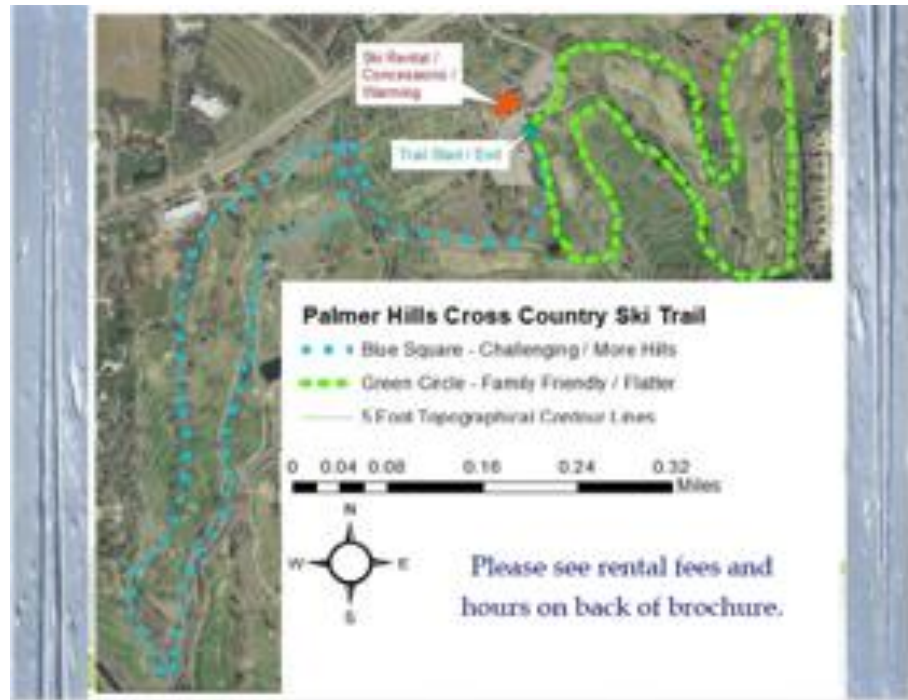 Ski Rental /
Concessions /
Warming
Trail Start / End
Palmer Hills Cross Country Ski Trail
Blue Square - Challenging / More Hills
Green Circle - Family Friendly / Flatter
5 Foot Topographical Contour Lines
0 0.04 0.08 0.16 0.24 0.32
Miles
N
W E
S
Please see rental fees and
hours on back of brochure.